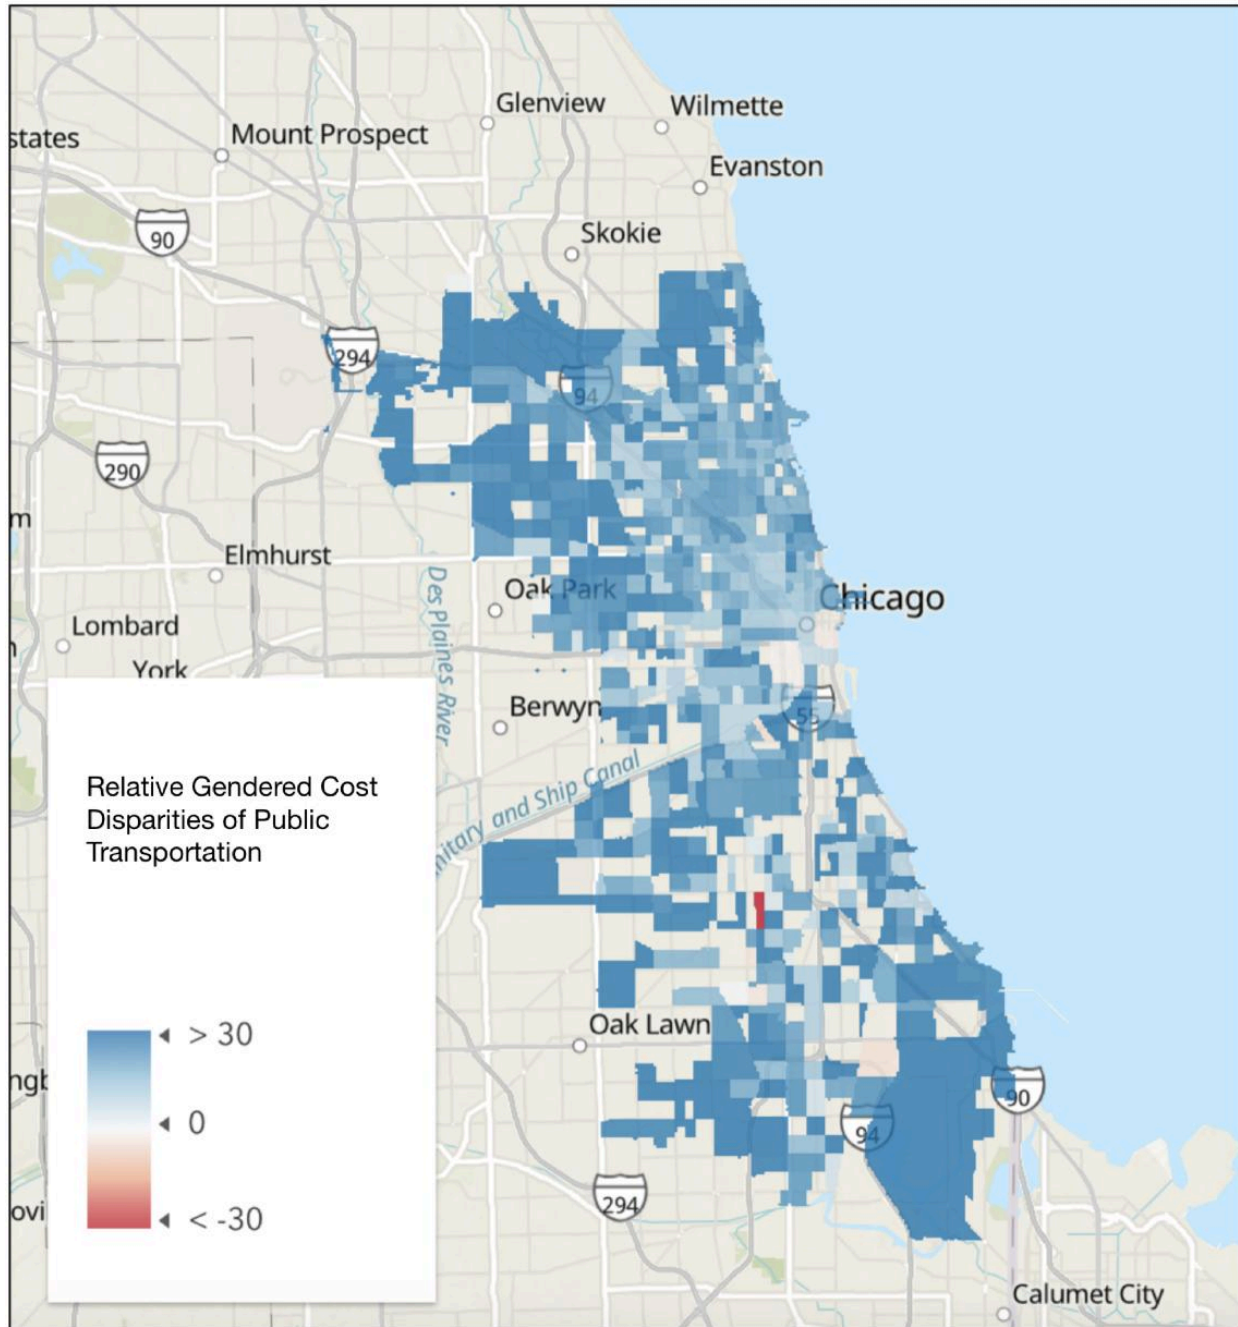 Glenview
Wilmette
states
Mount Prospect
Evanston
Skokie
90
294
94
290
m
Elmhurst
Oak Park
Chicago
Lombard
Des Plaines River
York
Berwyn
55
nitary and Ship Canal
Relative Gendered Cost
Disparities of Public
Transportation
Oak Lawn
> 30
ngb
90
0
94
294
ovi
< -30
Calumet City